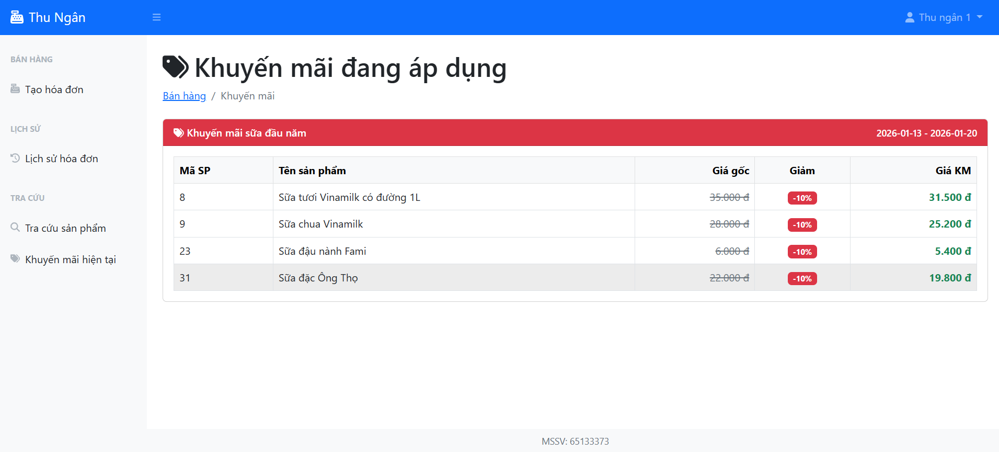 Thu Ngân
Thu ngân 1
BÁN HÀNG
Tạo hóa đơn
LỊCH SỬ
Lịch sử hóa đơn
TRA CỨU
Tra cứu sản phẩm
Khuyến mãi hiện tại
Khuyến mãi đang áp dụng
Bán hàng / Khuyến mãi
Khuyến mãi sữa đầu năm 2026-01-13 - 2026-01-20
Mã SP Tên sản phẩm Giá gốc Giảm Giá KM
8 Sữa tươi Vinamilk có đường 1L 35.000 đ -10% 31.500 đ
9 Sữa chua Vinamilk 28.000 đ -10% 25.200 đ
23 Sữa đậu nành Fami 6.000 đ -10% 5.400 đ
31 Sữa đặc Ông Thọ 22.000 đ -10% 19.800 đ
MSSV: 65133373